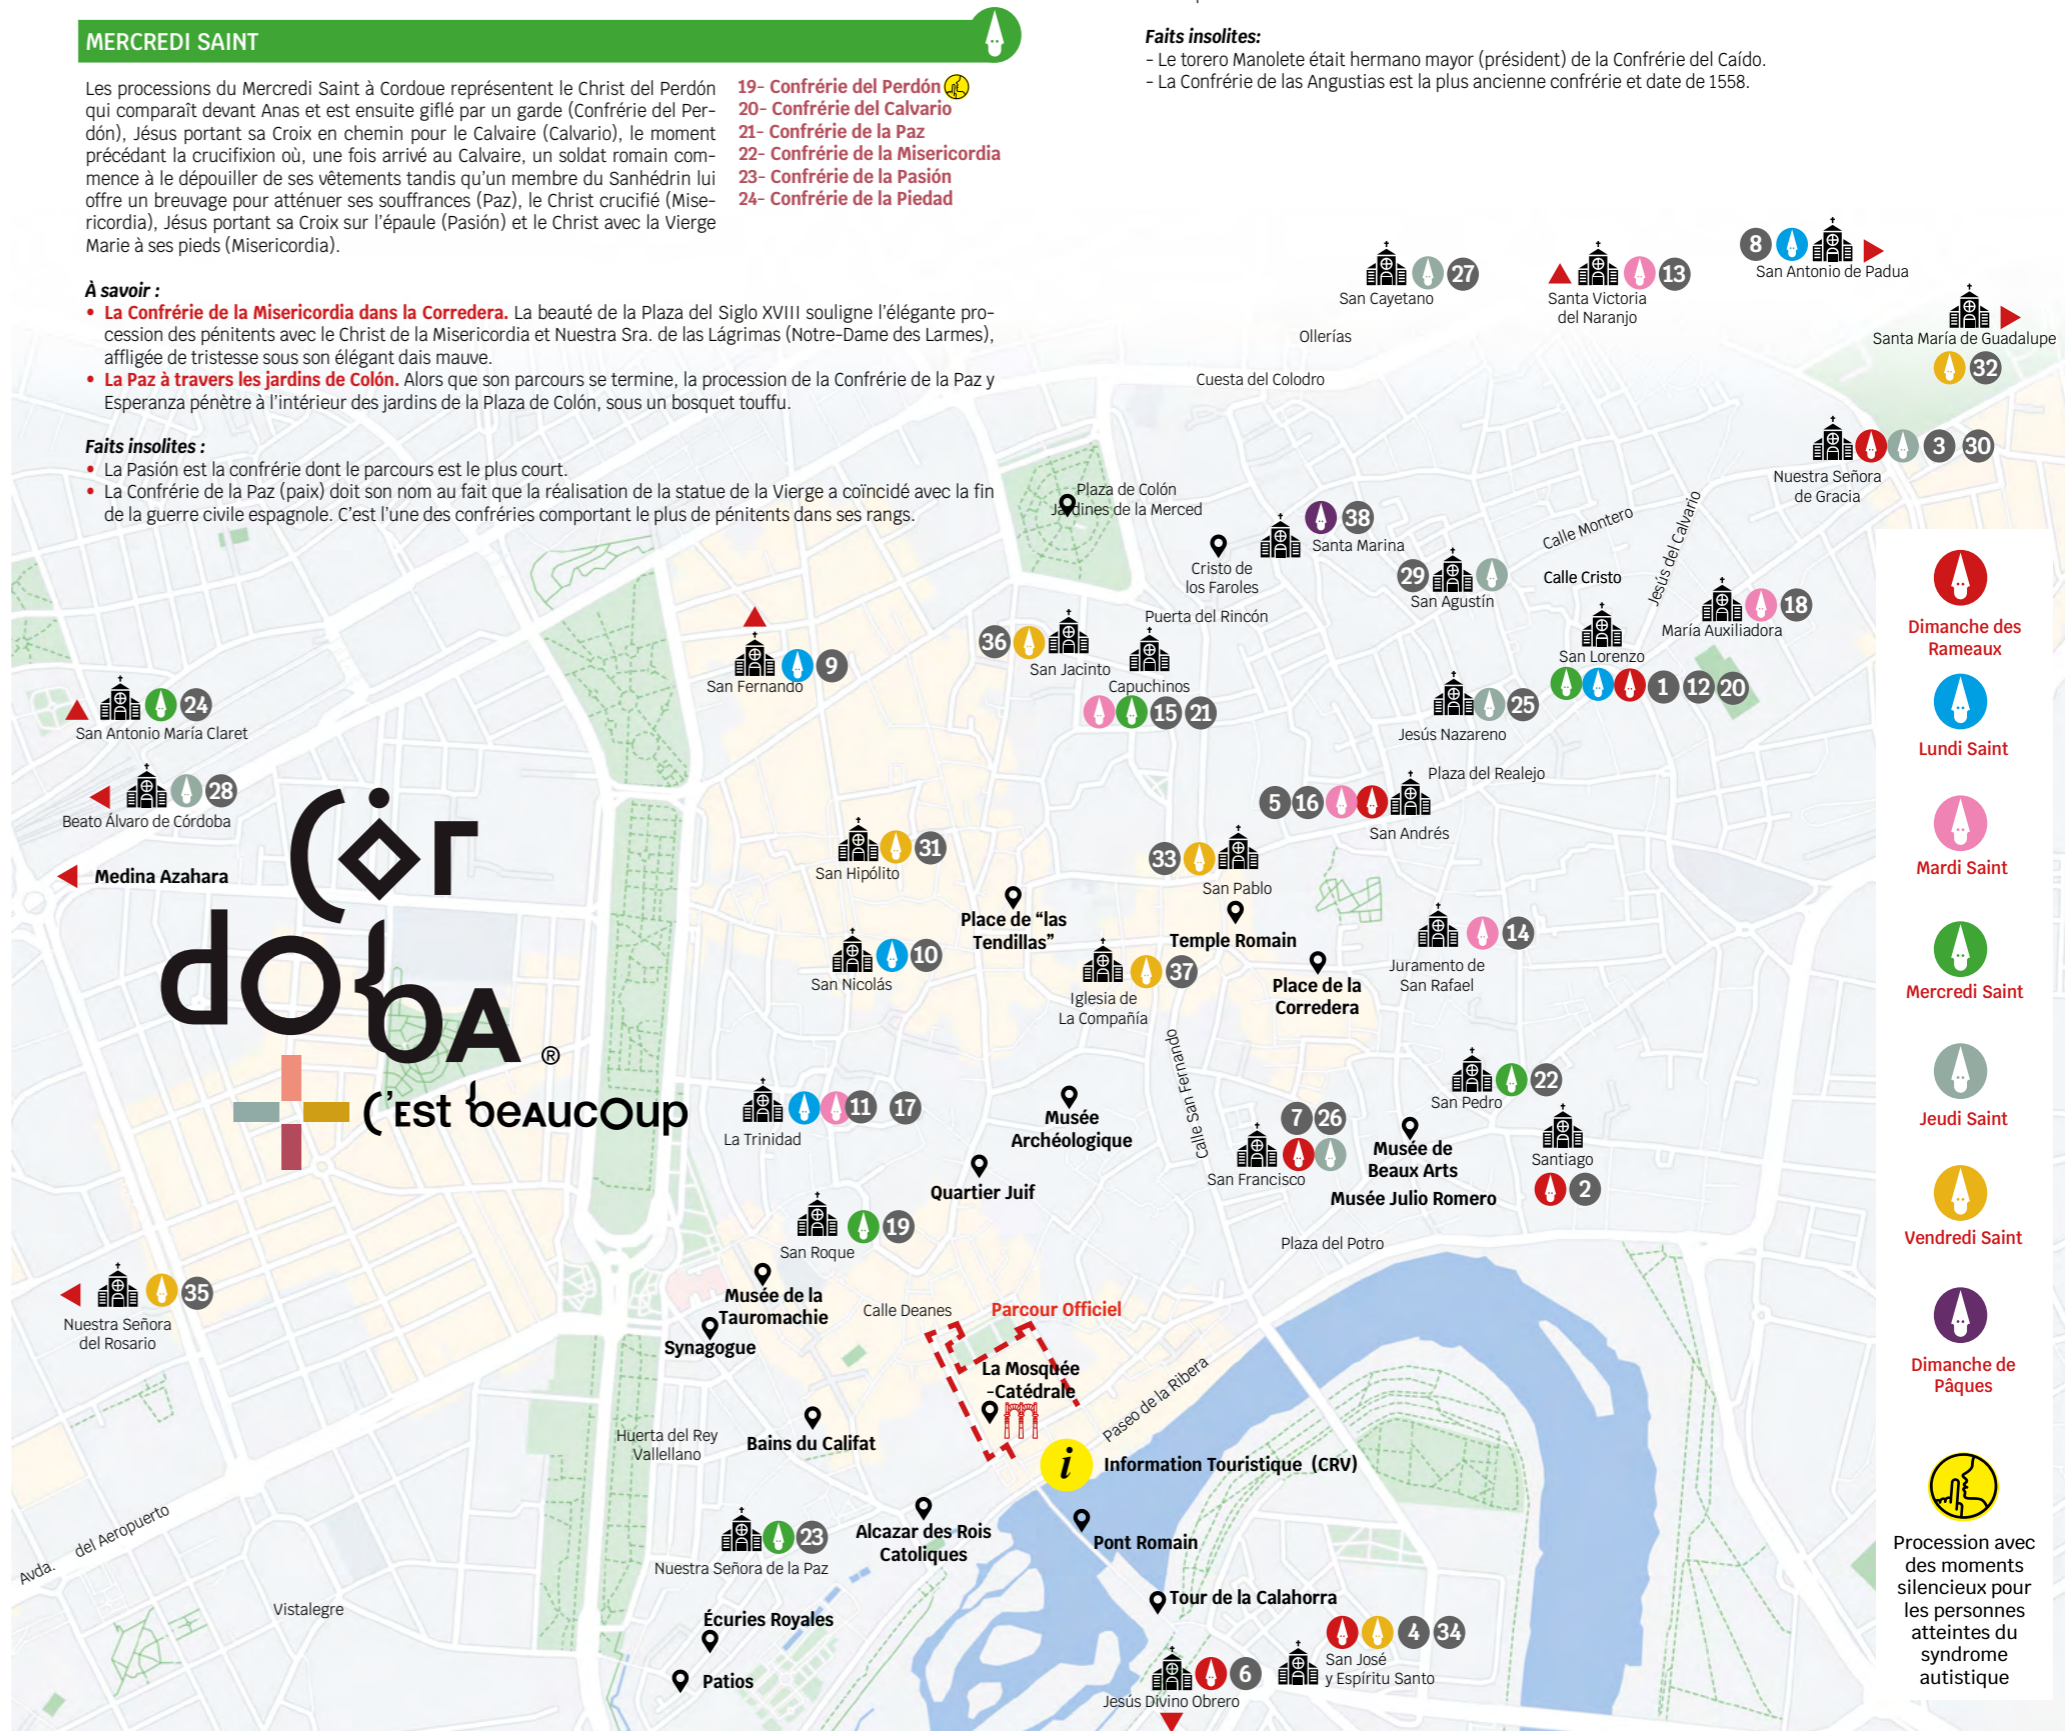 MERCREDI SAINT
Les processions du Mercredi Saint à Cordoue représentent le Christ del Perdón
qui comparaît devant Anas et est ensuite giflé par un garde (Confrérie del Per-
dón), Jésus portant sa Croix en chemin pour le Calvaire (Calvario), le moment
précédant la crucifixion où, une fois arrivé au Calvaire, un soldat romain com-
mence à le dépouiller de ses vêtements tandis qu'un membre du Sanhédrin lui
offre un breuvage pour atténuer ses souffrances (Paz), le Christ crucifié (Mise-
ricordia), Jésus portant sa Croix sur l'épaule (Pasión) et le Christ avec la Vierge
Marie à ses pieds (Misericordia).
19- Confrérie del Perdón
20- Confrérie del Calvario
21- Confrérie de la Paz
22- Confrérie de la Misericordia
23- Confrérie de la Pasión
24- Confrérie de la Piedad
À savoir :
• La Confrérie de la Misericordia dans la Corredera. La beauté de la Plaza del Siglo XVIII souligne l'élégante pro-
cession des pénitents avec le Christ de la Misericordia et Nuestra Sra. de las Lágrimas (Notre-Dame des Larmes),
affligée de tristesse sous son élégant dais mauve.
• La Paz à travers les jardins de Colón. Alors que son parcours se termine, la procession de la Confrérie de la Paz y
Esperanza pénètre à l'intérieur des jardins de la Plaza de Colón, sous un bosquet touffu.
Faits insolites :
• La Pasión est la confrérie dont le parcours est le plus court.
• La Confrérie de la Paz (paix) doit son nom au fait que la réalisation de la statue de la Vierge a coïncidé avec la fin
de la guerre civile espagnole. C'est l'une des confréries comportant le plus de pénitents dans ses rangs.
Faits insolites:
- Le torero Manolete était hermano mayor (président) de la Confrérie del Caído.
- La Confrérie de las Angustias est la plus ancienne confrérie et date de 1558.
8
San Antonio de Padua
27
San Cayetano
13
Santa Victoria
del Naranjo
Santa María de Guadalupe
32
Ollerías
Cuesta del Colodro
3 30
Nuestra Señora
de Gracia
Plaza de Colón
Jardines de la Merced
38
Santa Marina
Cristo de
los Faroles
Calle Montero
Jesús del Calvario
29
San Agustín
Calle Cristo
18
María Auxiliadora
Puerta del Rincón
36
San Jacinto
Capuchinos
15 21
San Lorenzo
1 12 20
25
Jesús Nazareno
9
San Fernando
24
San Antonio María Claret
28
Beato Álvaro de Córdoba
Medina Azahara
Córdoba
®
C'Est beAucOup
Plaza del Realejo
5 16
San Andrés
31
San Hipólito
33
San Pablo
Place de “las
Tendillas”
Temple Romain
14
Juramento de
San Rafael
10
San Nicolás
37
Iglesia de
La Compañía
Place de la
Corredera
Calle San Fernando
22
San Pedro
11 17
La Trinidad
Musée
Archéologique
7 26
San Francisco
Musée de
Beaux Arts
Musée Julio Romero
Santiago
2
Quartier Juif
19
San Roque
Plaza del Potro
35
Nuestra Señora
del Rosario
Musée de la
Tauromachie
Synagogue
Calle Deanes
Parcour Officiel
La Mosquée
-Catédrale
Paseo de la Ribera
Huerta del Rey
Vallellano
Bains du Califat
i
Information Touristique (CRV)
Avda. del Aeropuerto
23
Nuestra Señora de la Paz
Alcazar des Rois
Catoliques
Pont Romain
Vistalegre
Écuries Royales
Patios
Tour de la Calahorra
4 34
San José
y Espíritu Santo
6
Jesús Divino Obrero
Dimanche des
Rameaux
Lundi Saint
Mardi Saint
Mercredi Saint
Jeudi Saint
Vendredi Saint
Dimanche de
Pâques
Procession avec
des moments
silencieux pour
les personnes
atteintes du
syndrome
autistique